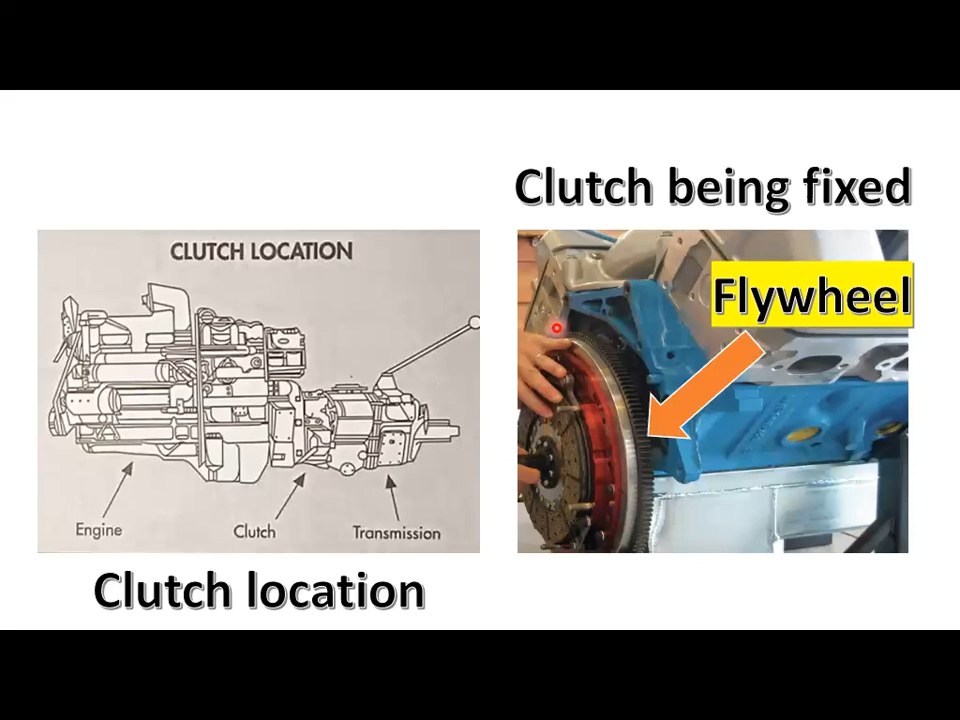 Clutch being fixed
CLUTCH LOCATION
Flywheel
Engine
Clutch
Transmission
Clutch location